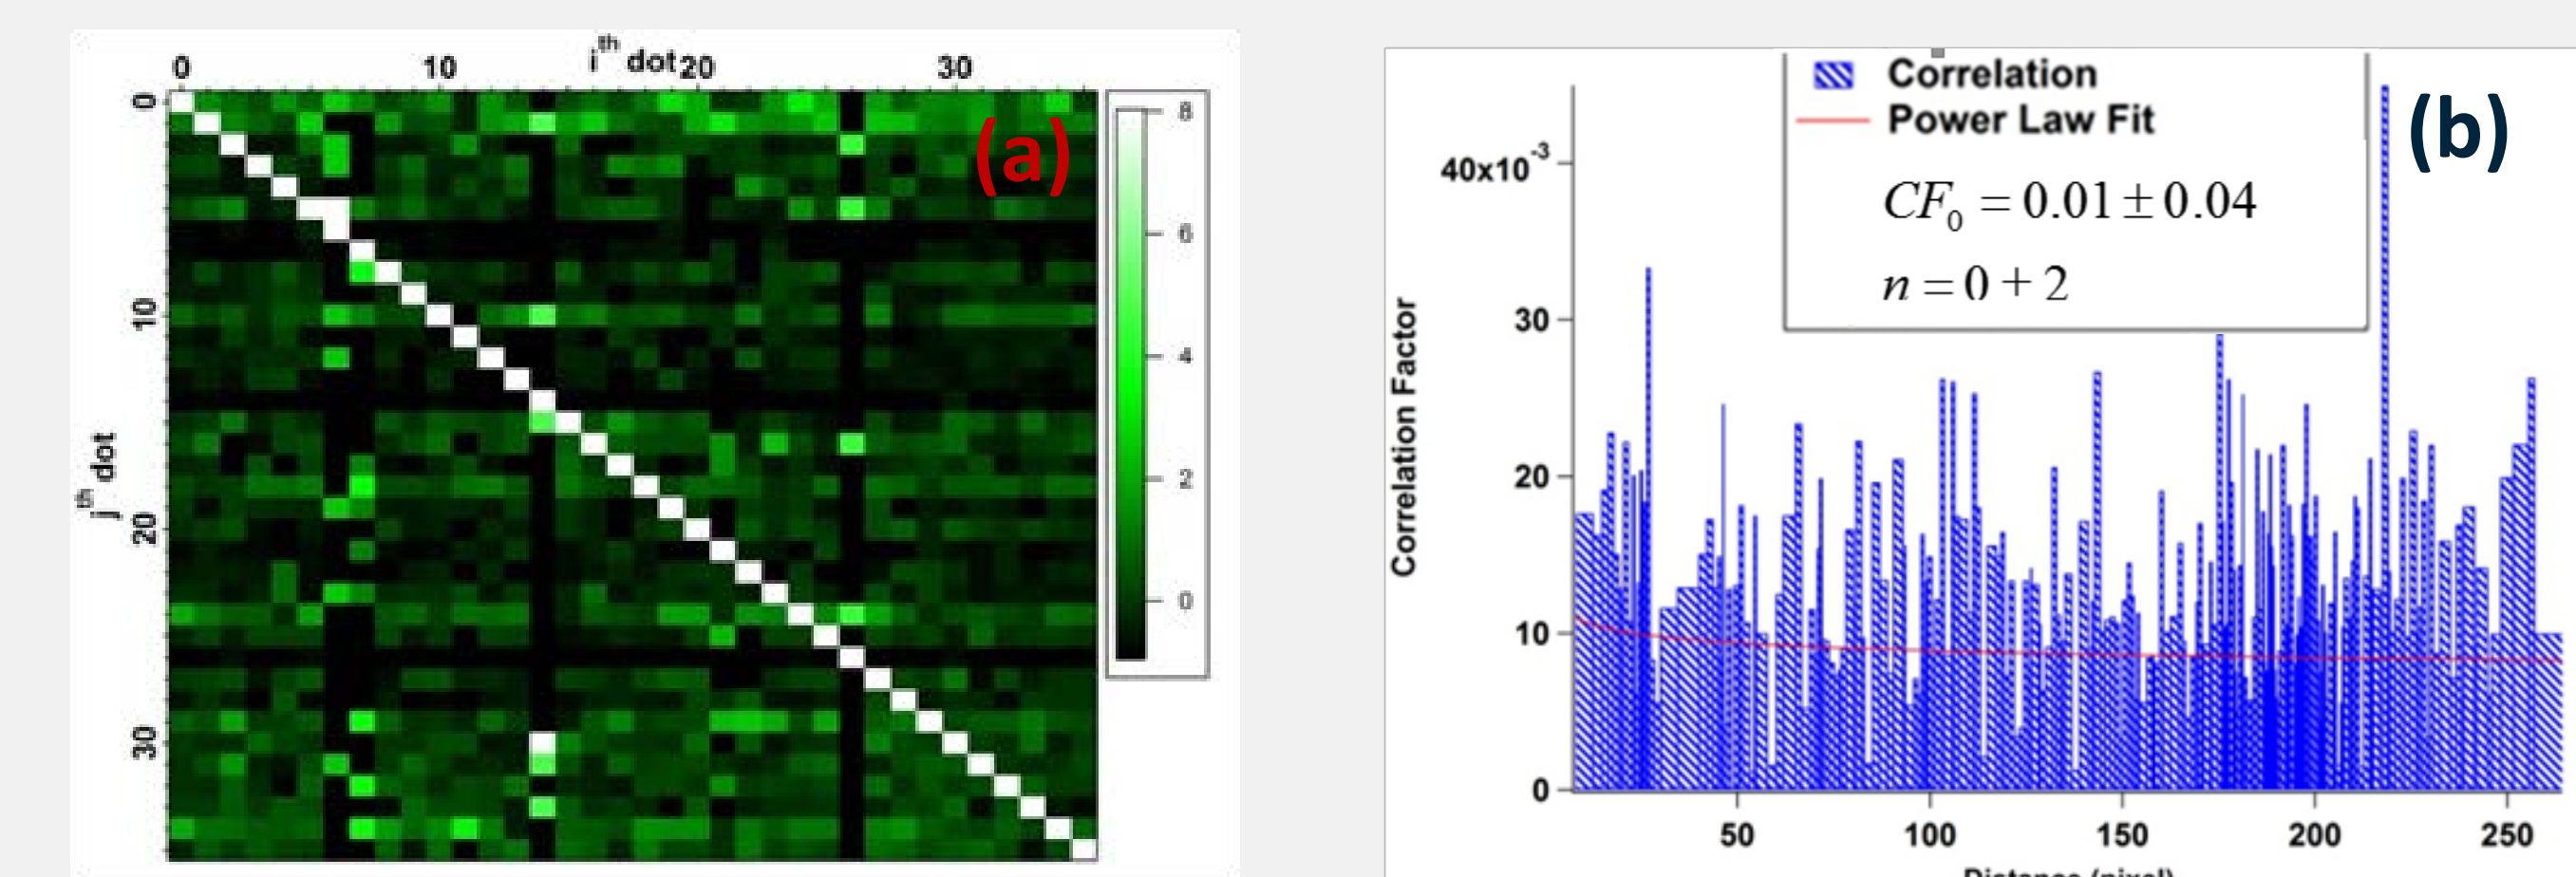 i^th dot
0 10 20 30
(a)
8
6
4
2
0
j^th dot
0
10
20
30
Correlation
Power Law Fit
CF₀ = 0.01 ± 0.04
n = 0 + 2
(b)
Correlation Factor
40x10^-3
30
20
10
0
50 100 150 200 250
Distance (pixel)